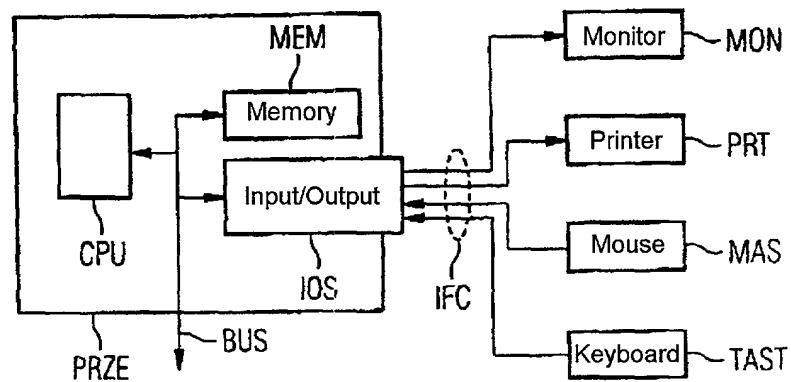 MEM
Memory
Monitor
MON
Printer
PRT
Input/Output
CPU
IOS
IFC
Mouse
MAS
PRZE
BUS
Keyboard
TAST